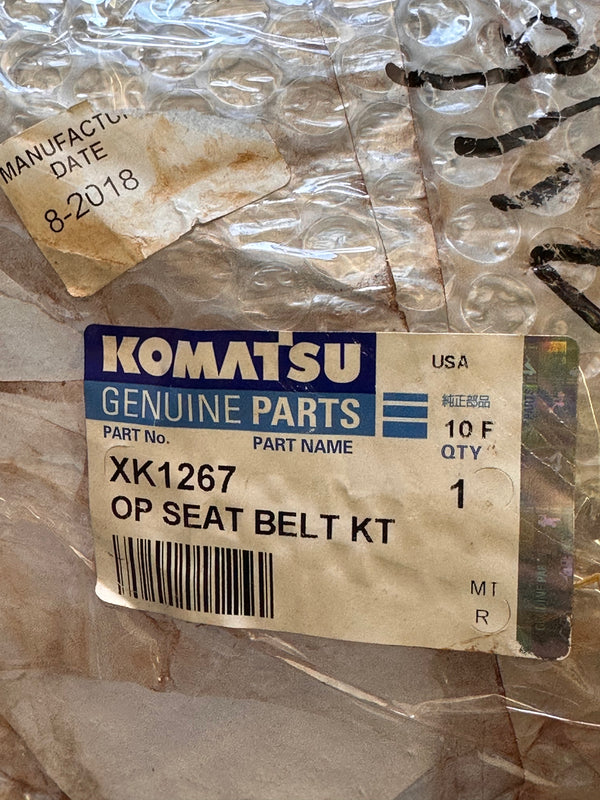 MANUFACTU
DATE
8-2018
KOMATSU
GENUINE PARTS
USA
純正部品
10 F
PART No.
PART NAME
QTY
XK1267
1
OP SEAT BELT KT
MT
R